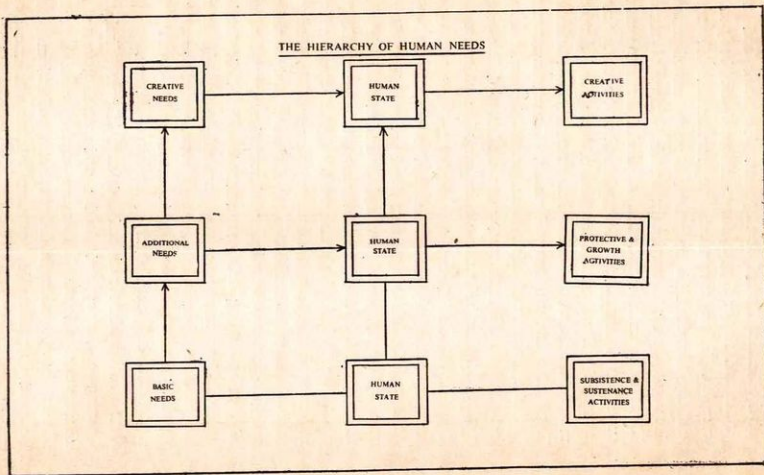 THE HIERARCHY OF HUMAN NEEDS
CREATIVE
NEEDS
HUMAN
STATE
CREATIVE
ACTIVITIES
ADDITIONAL
NEEDS
HUMAN
STATE
PROTECTIVE &
GROWTH
AGTIVITIES
BASIC
NEEDS
HUMAN
STATE
SUBSISTENCE &
SUSTENANCE
ACTIVITIES